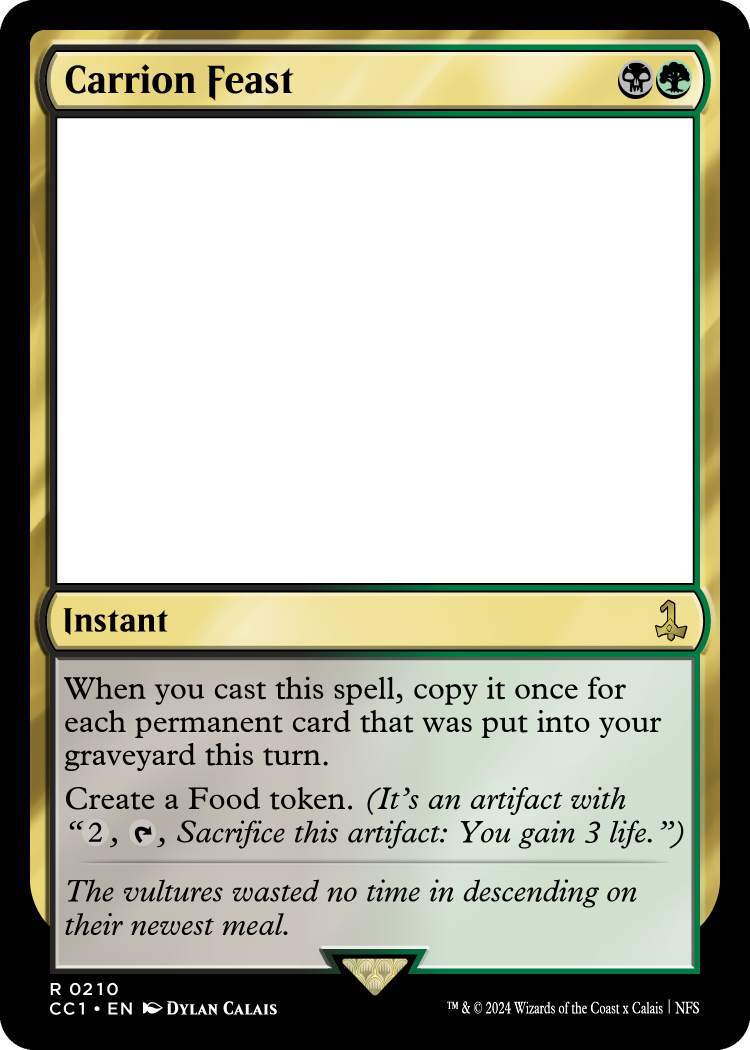 Carrion Feast
Instant
When you cast this spell, copy it once for
each permanent card that was put into your
graveyard this turn.
Create a Food token. (It's an artifact with
“2, , Sacrifice this artifact: You gain 3 life.”)
The vultures wasted no time in descending on
their newest meal.
R 0210
CC1 • EN Dylan Calais
™ & © 2024 Wizards of the Coast x Calais | NFS